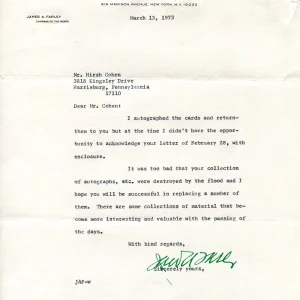 515 MADISON AVENUE, NEW YORK, N.Y. 10022
JAMES A. FARLEY
CHAIRMAN OF THE BOARD
March 13, 1973
Mr. Hirsh Cohen
3618 Kingsley Drive
Harrisburg, Pennsylvania
17110
Dear Mr. Cohen:
I autographed the cards and return-
them to you but at the time I didn't have the oppor-
tunity to acknowledge your letter of February 28, with
enclosure.
It was too bad that your collection
of autographs, etc. were destroyed by the flood and I
hope you will be successful in replacing a number of
them. There are some collections of material that be-
come more interesting and valuable with the passing of
the days.
With kind regards,
Sincerely yours,
JAF